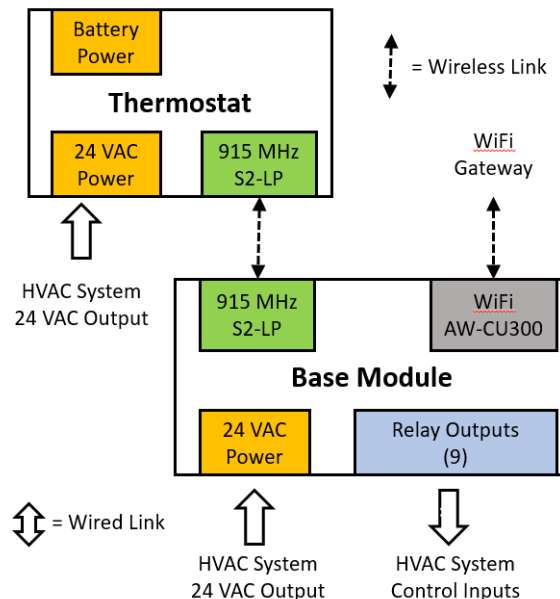 Battery
Power
= Wireless Link
Thermostat
24 VAC
Power
915 MHz
S2-LP
WiFi
Gateway
HVAC System
24 VAC Output
915 MHz
S2-LP
WiFi
AW-CU300
Base Module
24 VAC
Power
Relay Outputs
(9)
= Wired Link
HVAC System
24 VAC Output
HVAC System
Control Inputs